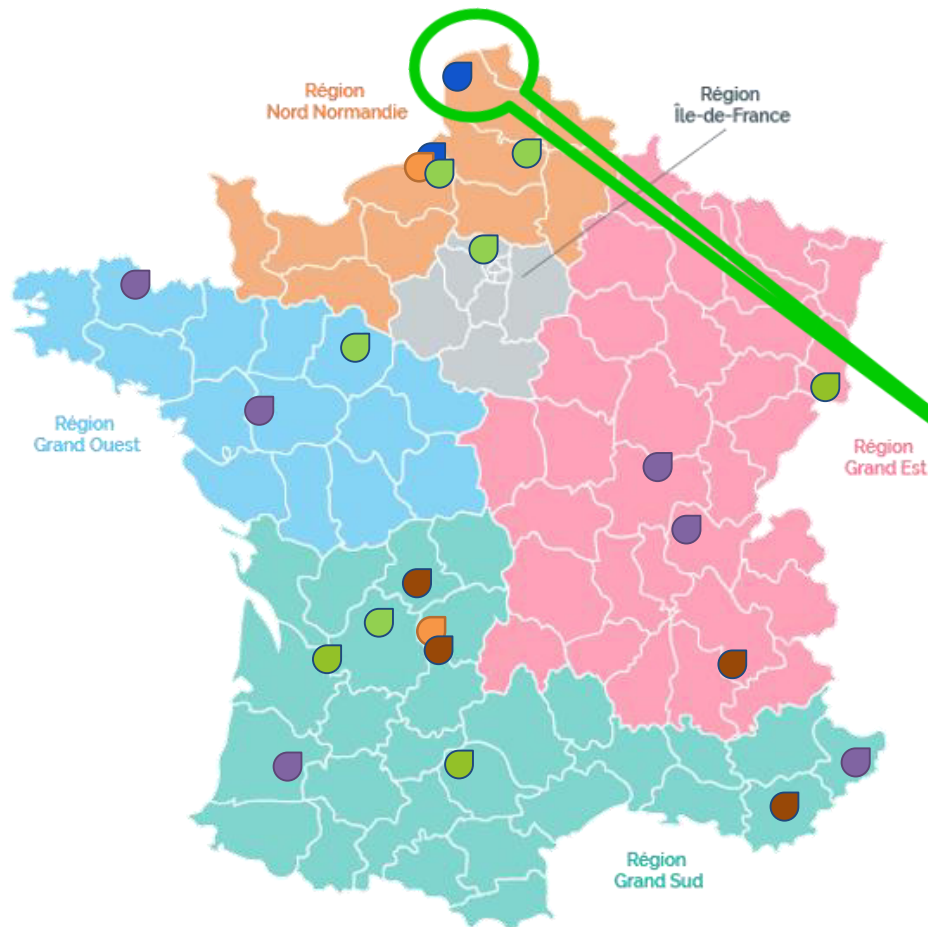 Région
Nord Normandie
Région
Île-de-France
Région
Grand Ouest
Région
Grand Est
Région
Grand Sud